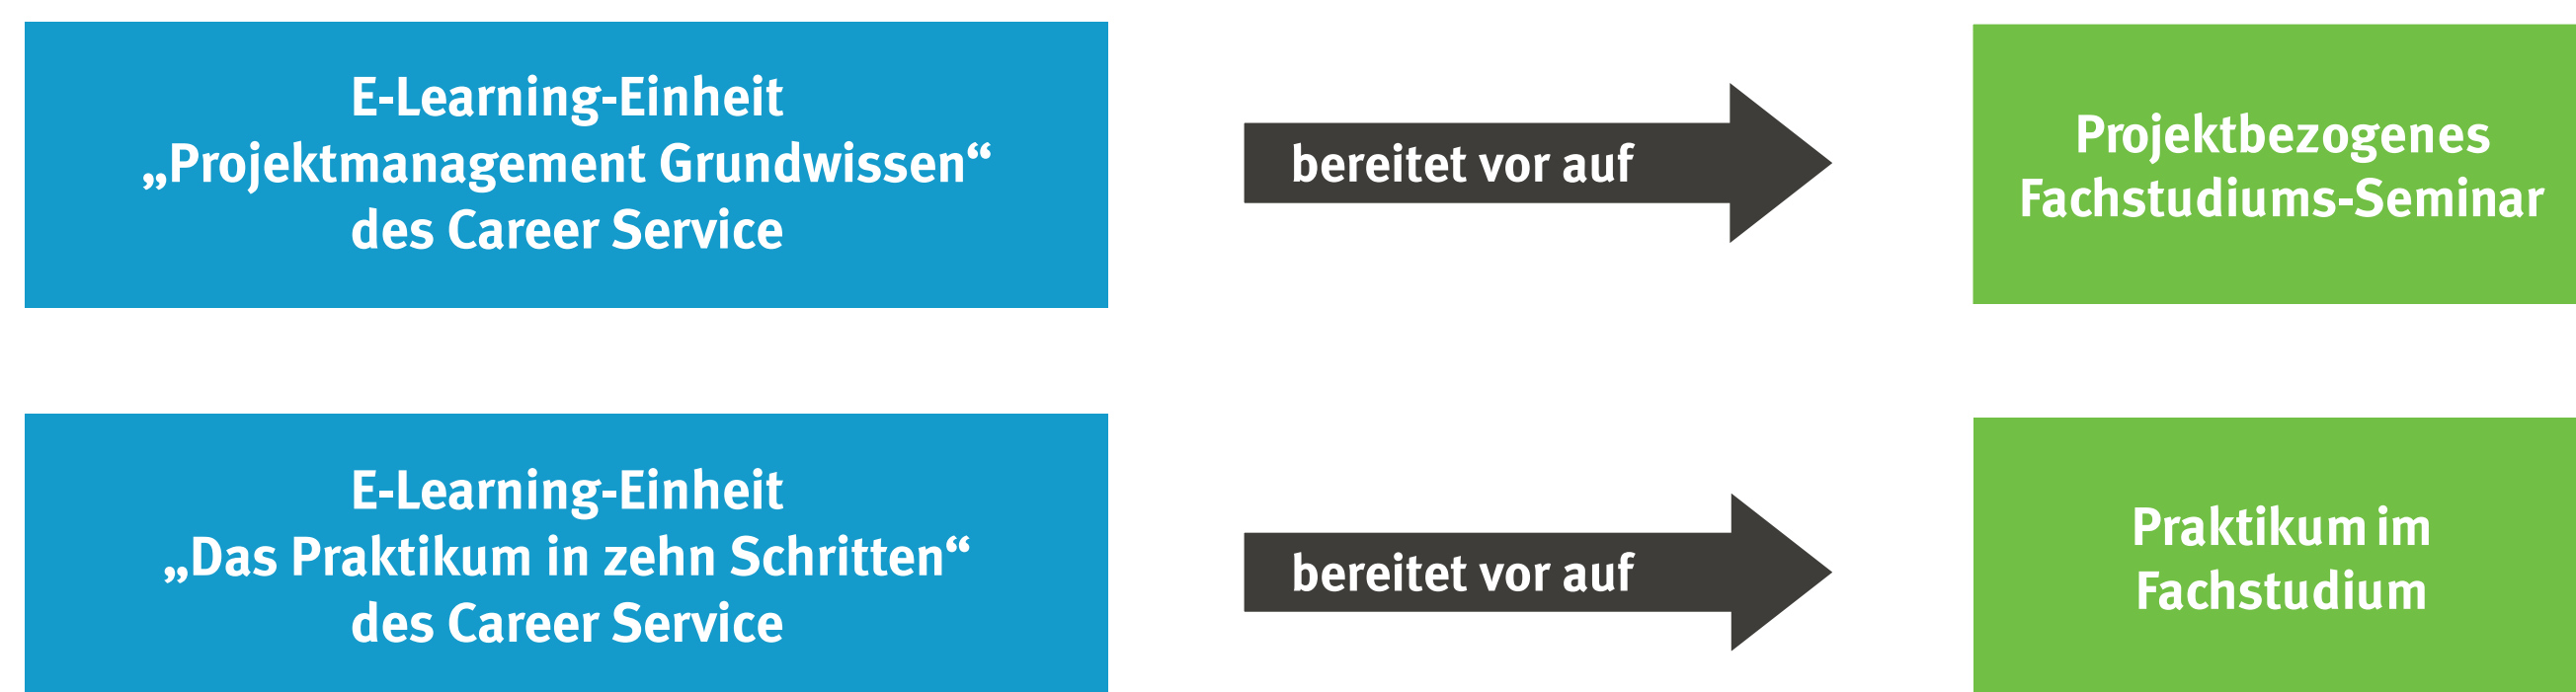 E-Learning-Einheit
„Projektmanagement Grundwissen“
des Career Service
bereitet vor auf
Projektbezogenes
Fachstudiums-Seminar
E-Learning-Einheit
„Das Praktikum in zehn Schritten“
des Career Service
bereitet vor auf
Praktikum im
Fachstudium